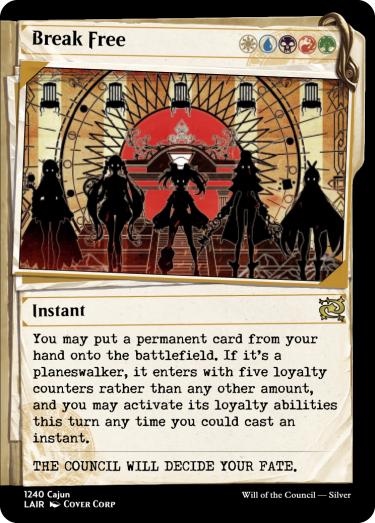 Break Free
Instant
You may put a permanent card from your
hand onto the battlefield. If it's a
planeswalker, it enters with five loyalty
counters rather than any other amount,
and you may activate its loyalty abilities
this turn any time you could cast an
instant.
THE COUNCIL WILL DECIDE YOUR FATE.
1240 Cajun
LAIR Cover Corp
Will of the Council — Silver